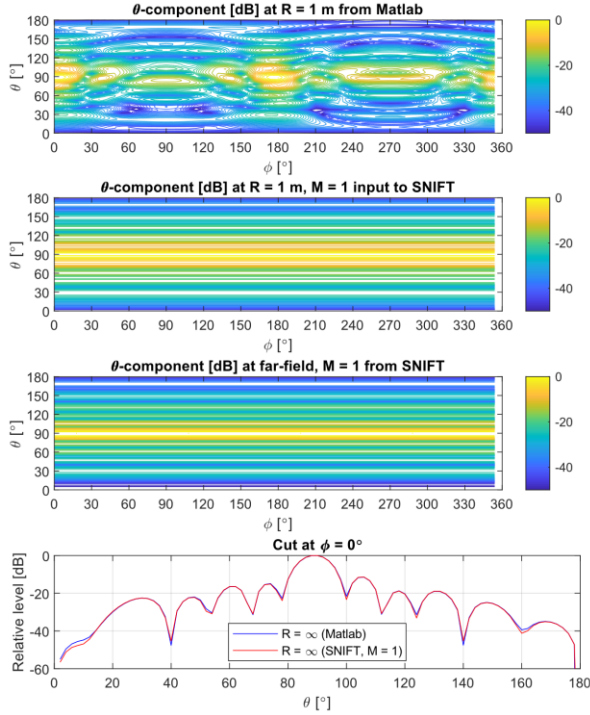 θ-component [dB] at R = 1 m from Matlab
180
150
120
90
60
30
0
θ [°]
0 30 60 90 120 150 180 210 240 270 300 330 360
φ [°]
0
-20
-40
θ-component [dB] at R = 1 m, M = 1 input to SNIFT
180
150
120
90
60
30
0
θ [°]
0 30 60 90 120 150 180 210 240 270 300 330 360
φ [°]
0
-20
-40
θ-component [dB] at far-field, M = 1 from SNIFT
180
150
120
90
60
30
0
θ [°]
0 30 60 90 120 150 180 210 240 270 300 330 360
φ [°]
0
-20
-40
Cut at φ = 0°
0
-20
-40
-60
Relative level [dB]
R = ∞ (Matlab)
R = ∞ (SNIFT, M = 1)
0 20 40 60 80 100 120 140 160 180
θ [°]